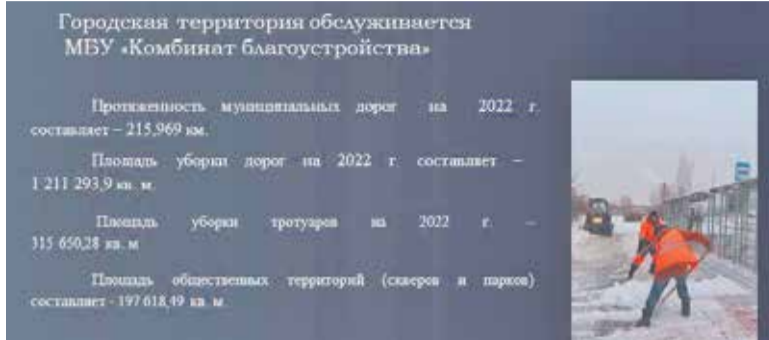 Городская территория обслуживается
МБУ «Комбинат благоустройства»
Протяженность муниципальных дорог на 2022 г.
составляет – 215,969 км.
Площадь уборки дорог на 2022 г. составляет –
1 211 293,9 кв. м.
Площадь уборки тротуаров на 2022 г. –
315 650,28 кв. м
Площадь общественных территорий (скверов и парков)
составляет - 197 618,49 кв. м.